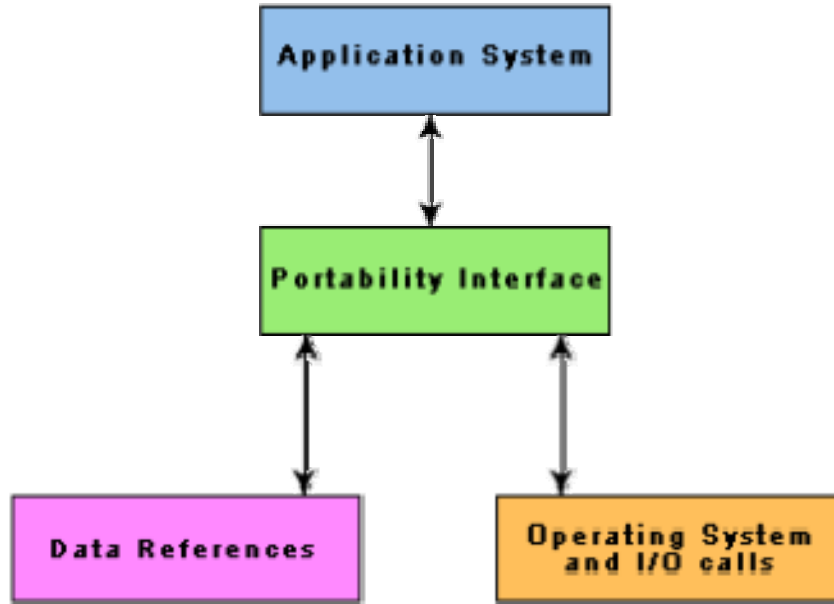 Application System
Portability Interface
Data References
Operating System
and I/O calls